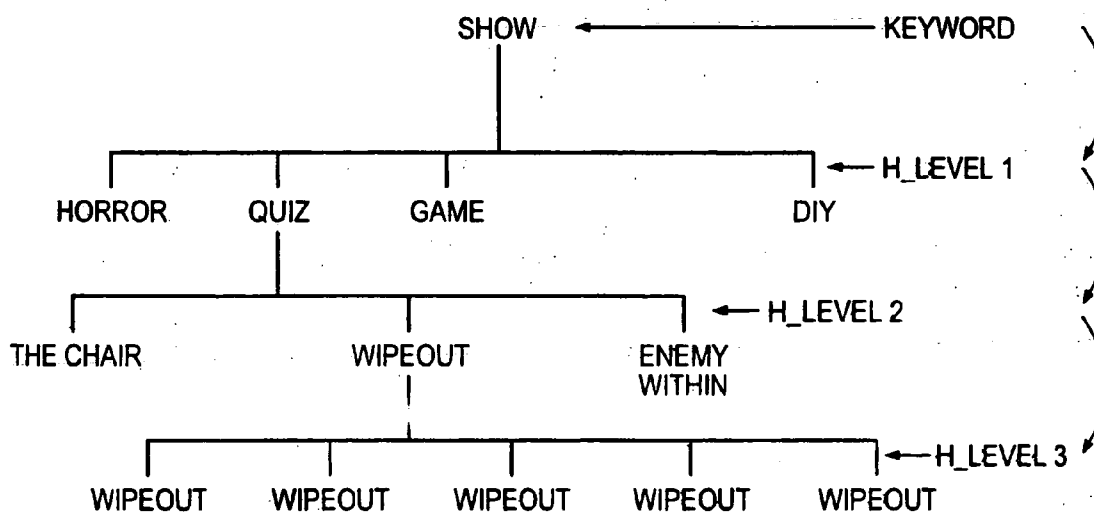 SHOW KEYWORD
H_LEVEL 1
HORROR QUIZ GAME DIY
H_LEVEL 2
THE CHAIR WIPEOUT ENEMY
WITHIN
H_LEVEL 3
WIPEOUT WIPEOUT WIPEOUT WIPEOUT WIPEOUT